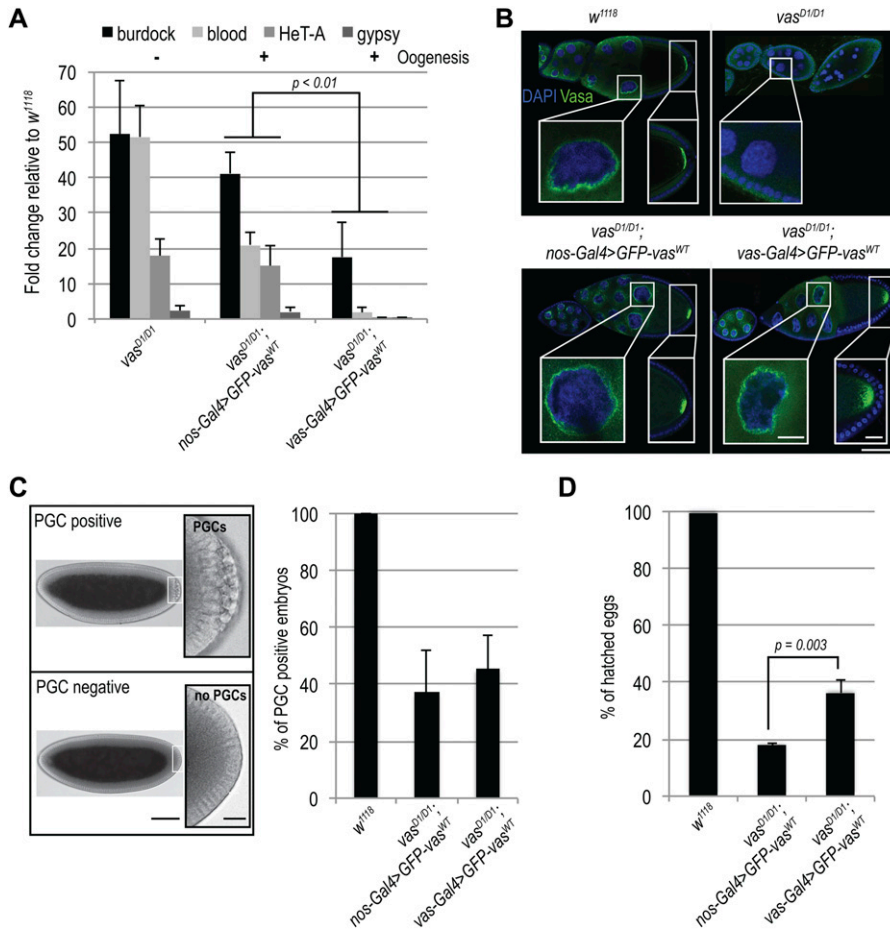 A
burdock blood HeT-A gypsy
- + + Oogenesis
p < 0.01
Fold change relative to w1118
70
60
50
40
30
20
10
0
vasD1/D1
vasD1/D1;
nos-Gal4>GFP-vasWT
vasD1/D1;
vas-Gal4>GFP-vasWT
B
w1118
vasD1/D1
DAPI Vasa
vasD1/D1;
nos-Gal4>GFP-vasWT
vasD1/D1;
vas-Gal4>GFP-vasWT
C
PGC positive
PGCs
PGC negative
no PGCs
% of PGC positive embryos
100
80
60
40
20
0
w1118
vasD1/D1;
nos-Gal4>GFP-vasWT
vasD1/D1;
vas-Gal4>GFP-vasWT
D
% of hatched eggs
100
80
60
40
20
0
p = 0.003
w1118
vasD1/D1;
nos-Gal4>GFP-vasWT
vasD1/D1;
vas-Gal4>GFP-vasWT